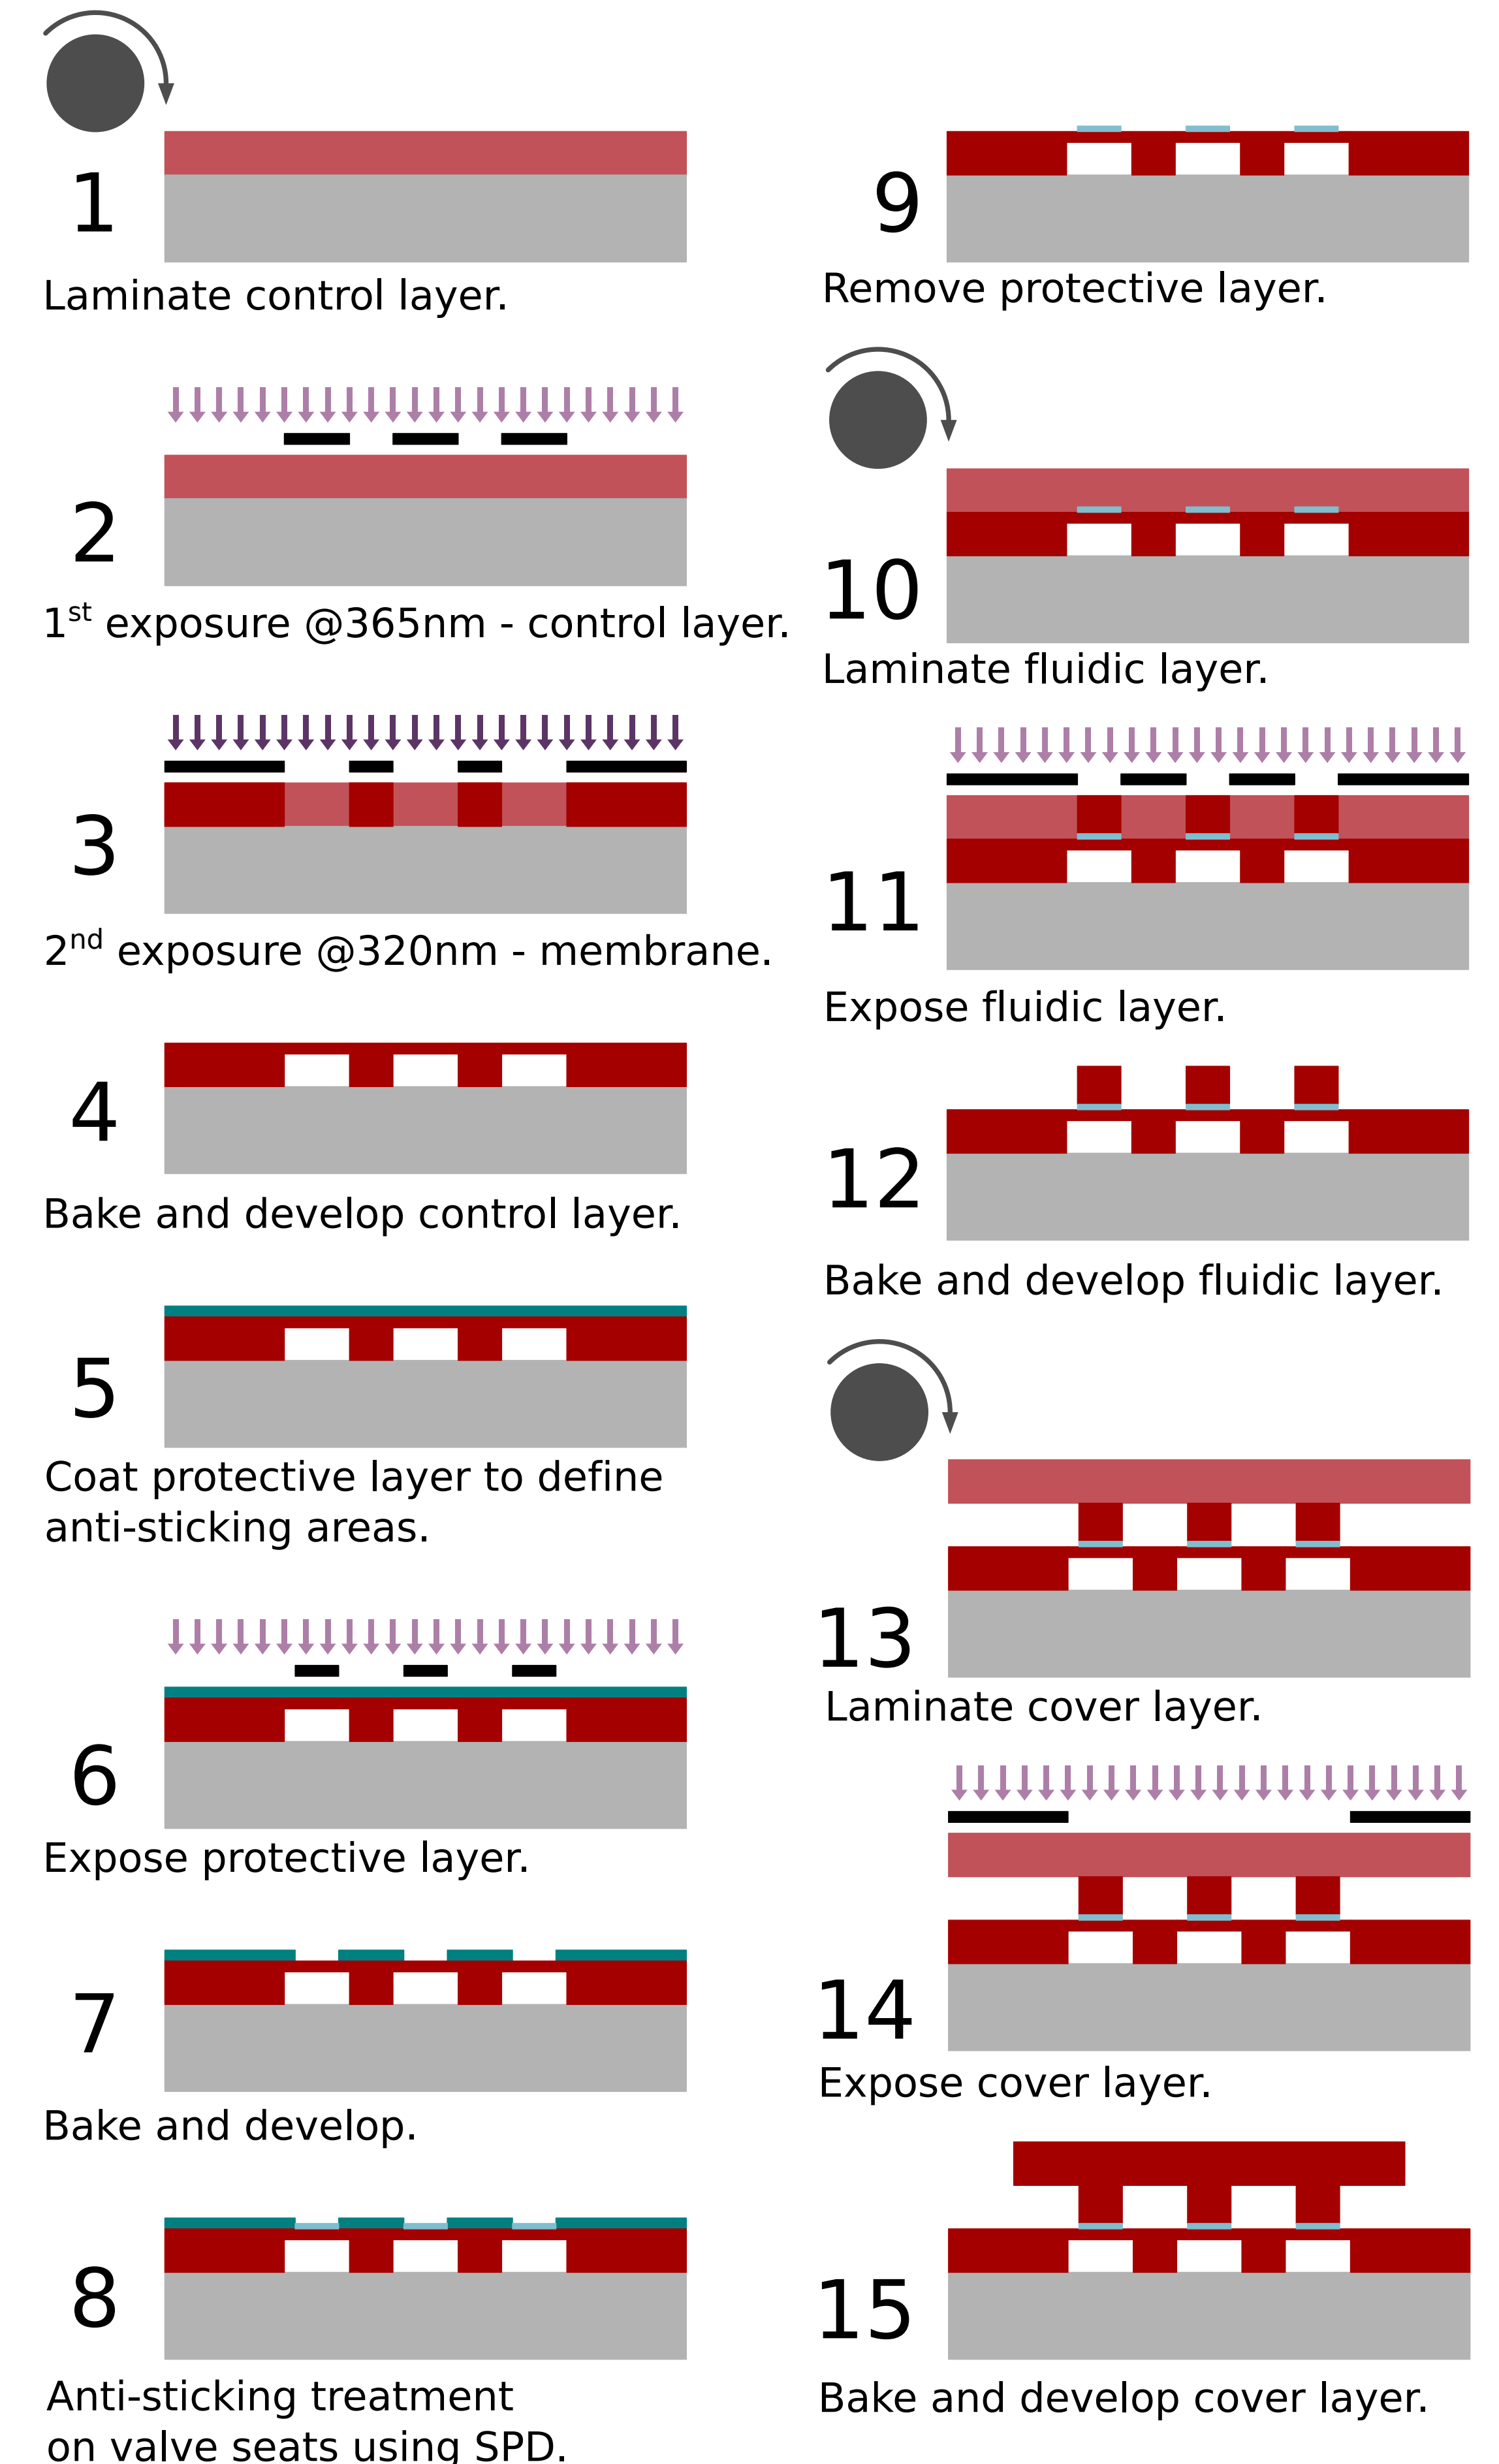 1
Laminate control layer.
2
1st exposure @365nm - control layer.
3
2nd exposure @320nm - membrane.
4
Bake and develop control layer.
5
Coat protective layer to define
anti-sticking areas.
6
Expose protective layer.
7
Bake and develop.
8
Anti-sticking treatment
on valve seats using SPD.
9
Remove protective layer.
10
Laminate fluidic layer.
11
Expose fluidic layer.
12
Bake and develop fluidic layer.
13
Laminate cover layer.
14
Expose cover layer.
15
Bake and develop cover layer.